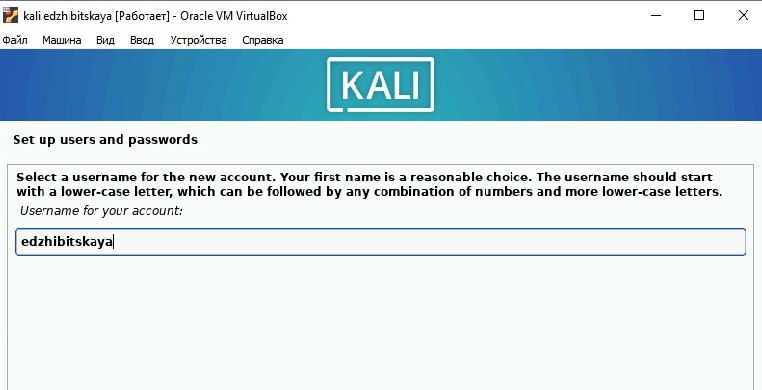 kali edzhibitskaya [Работает] - Oracle VM VirtualBox
Файл Машина Вид Ввод Устройства Справка
KALI
Set up users and passwords
Select a username for the new account. Your first name is a reasonable choice. The username should start
with a lower-case letter, which can be followed by any combination of numbers and more lower-case letters.
Username for your account:
edzhibitskaya